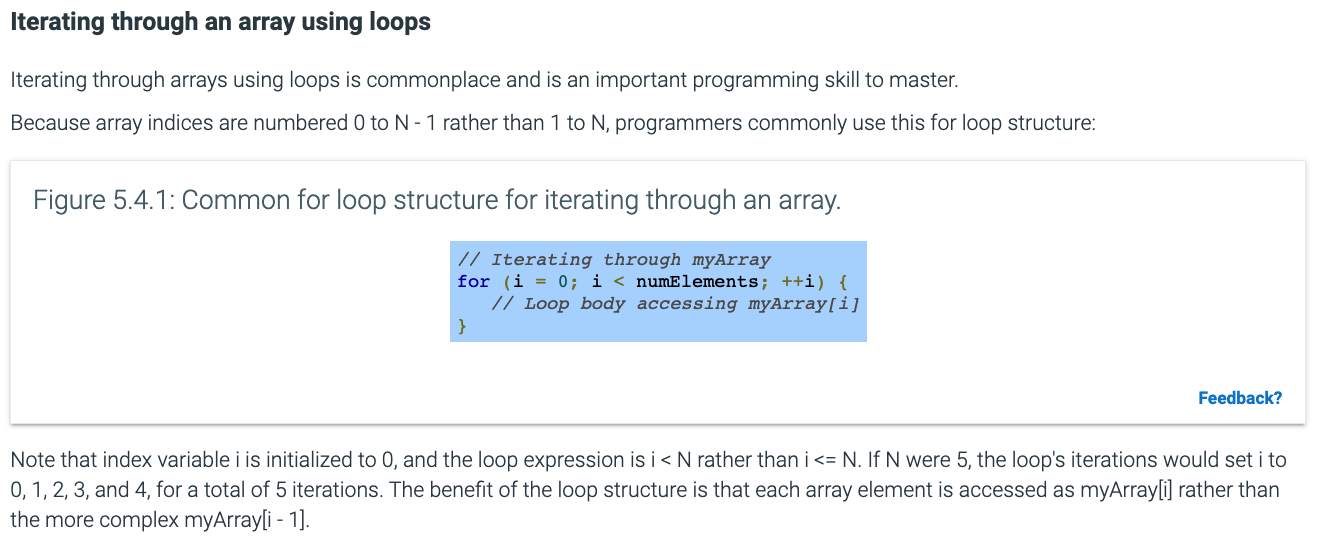 Iterating through an array using loops
Iterating through arrays using loops is commonplace and is an important programming skill to master.
Because array indices are numbered 0 to N - 1 rather than 1 to N, programmers commonly use this for loop structure:
Figure 5.4.1: Common for loop structure for iterating through an array.
// Iterating through myArray
for (i = 0; i < numElements; ++i) {
   // Loop body accessing myArray[i]
}
Feedback?
Note that index variable i is initialized to 0, and the loop expression is i < N rather than i <= N. If N were 5, the loop's iterations would set i to
0, 1, 2, 3, and 4, for a total of 5 iterations. The benefit of the loop structure is that each array element is accessed as myArray[i] rather than
the more complex myArray[i - 1].